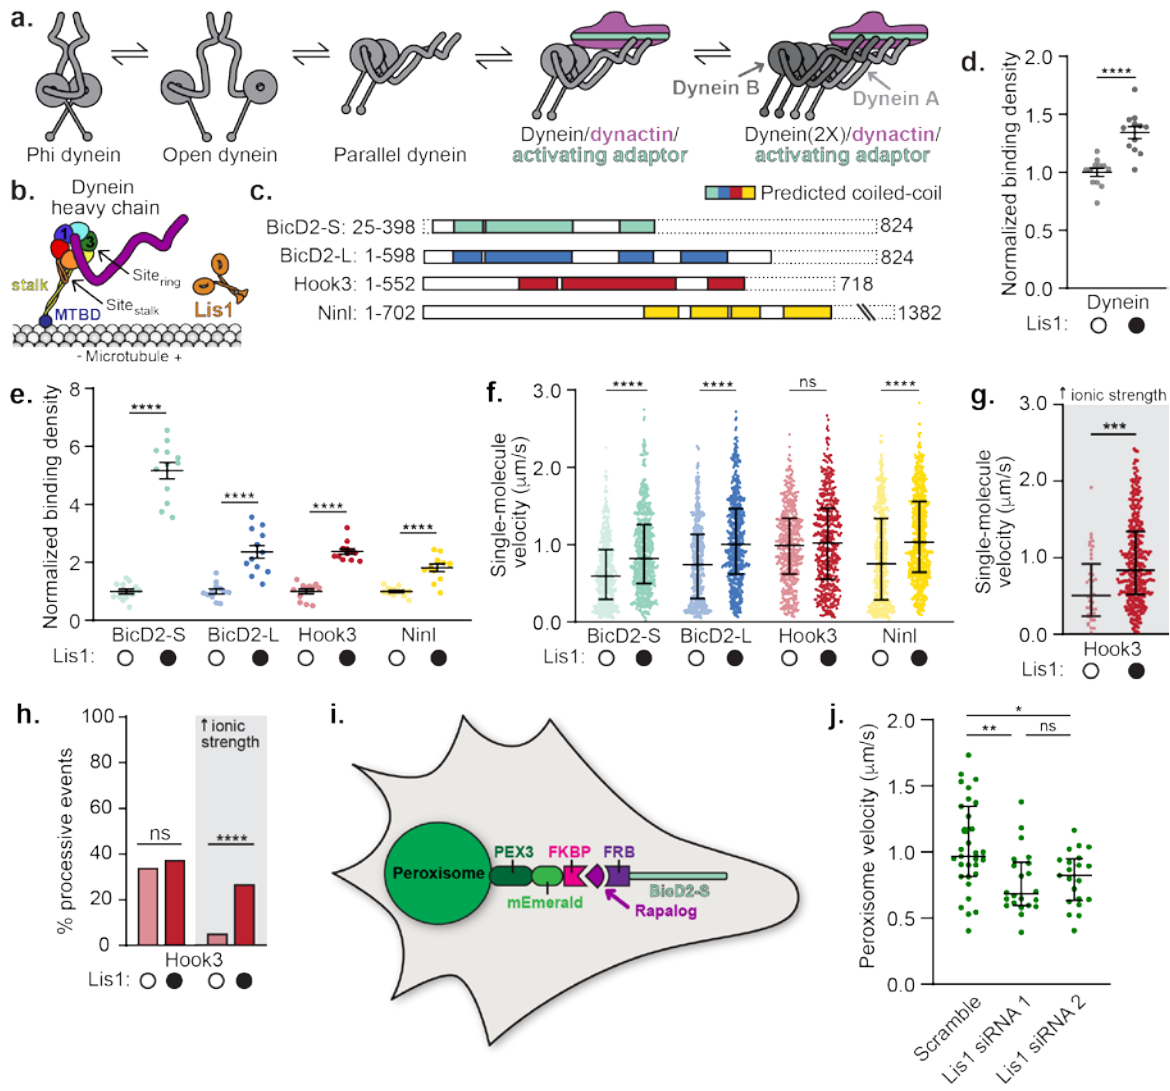 a.
Dynein B
Dynein A
Phi dynein
Open dynein
Parallel dynein
Dynein/dynactin/
activating adaptor
Dynein(2X)/dynactin/
activating adaptor
b.
Dynein
heavy chain
1
3
Site ring
stalk
Site stalk
Lis1
MTBD
- Microtubule +
c.
Predicted coiled-coil
BicD2-S: 25-398
824
BicD2-L: 1-598
824
Hook3: 1-552
718
Ninl: 1-702
1382
d.
Normalized binding density
2.0
1.5
1.0
0.5
0.0
****
Dynein
Lis1:
e.
Normalized binding density
8
6
4
2
0
****
****
****
****
BicD2-S
BicD2-L
Hook3
Ninl
Lis1:
f.
Single-molecule
velocity (μm/s)
3.0
2.0
1.0
0.0
****
****
ns
****
BicD2-S
BicD2-L
Hook3
Ninl
Lis1:
g.
↑ ionic strength
Single-molecule
velocity (μm/s)
3.0
2.0
1.0
0.0
***
Hook3
Lis1:
h.
% processive events
100
80
60
40
20
0
↑ ionic
strength
ns
****
Hook3
Lis1:
i.
Peroxisome
PEX3
FKBP
FRB
mEmerald
BicD2-S
Rapalog
j.
Peroxisome velocity (μm/s)
2.0
1.5
1.0
0.5
0.0
*
**
ns
Scramble
Lis1 siRNA 1
Lis1 siRNA 2